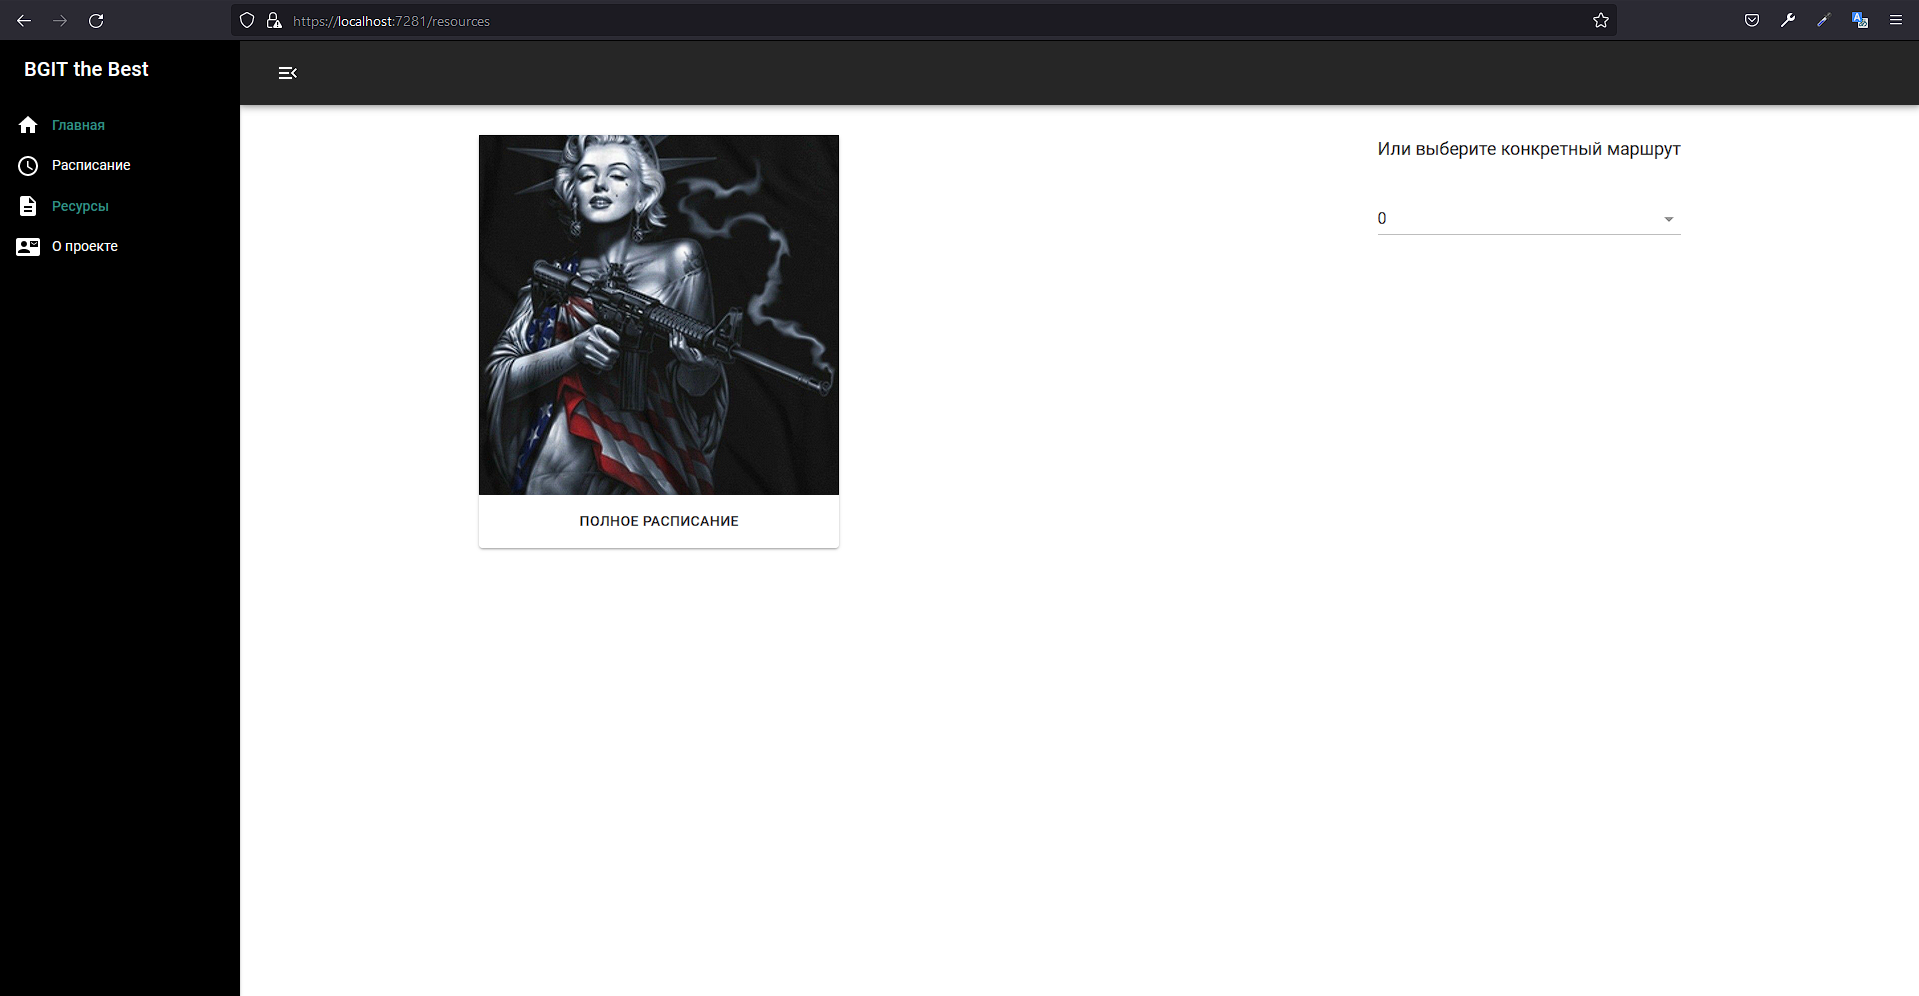 https://localhost:7281/resources
BGIT the Best
Главная
Расписание
Ресурсы
О проекте
ПОЛНОЕ РАСПИСАНИЕ
Или выберите конкретный маршрут
0